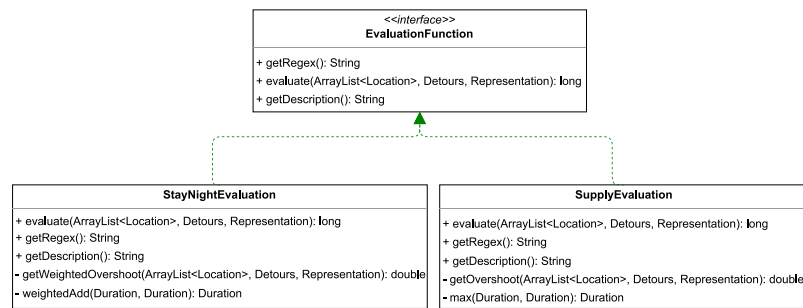 <<interface>>
EvaluationFunction
+ getRegex(): String
+ evaluate(ArrayList<Location>, Detours, Representation): long
+ getDescription(): String
StayNightEvaluation
+ evaluate(ArrayList<Location>, Detours, Representation): long
+ getRegex(): String
+ getDescription(): String
- getWeightedOvershoot(ArrayList<Location>, Detours, Representation): double
- weightedAdd(Duration, Duration): Duration
SupplyEvaluation
+ evaluate(ArrayList<Location>, Detours, Representation): long
+ getRegex(): String
+ getDescription(): String
- getOvershoot(ArrayList<Location>, Detours, Representation): double
- max(Duration, Duration): Duration